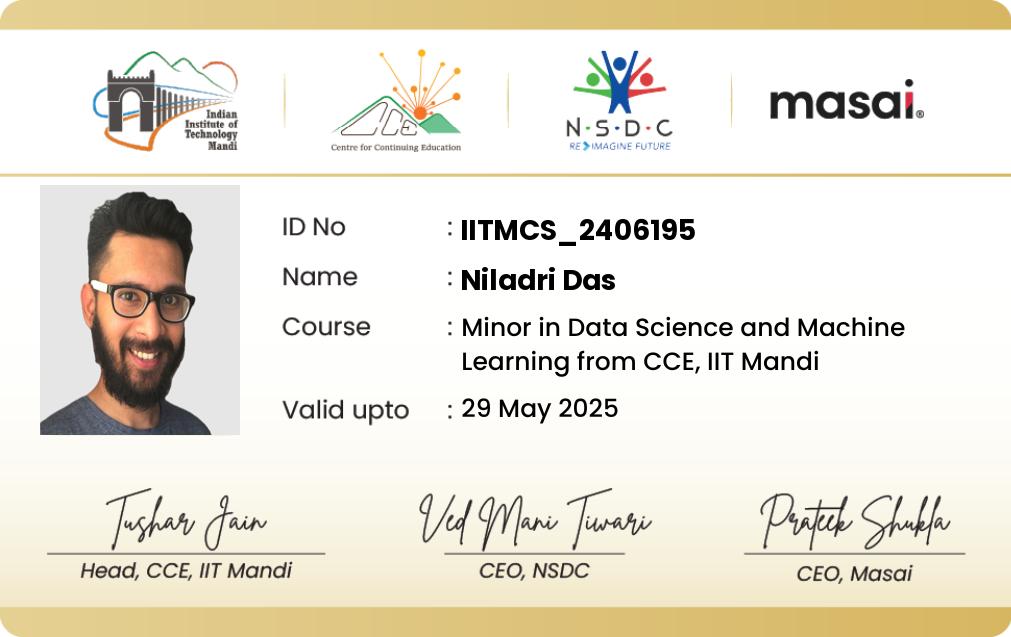 Indian
Institute of
Technology
Mandi
Centre for Continuing Education
N·S·D·C
RE IMAGINE FUTURE
masai®
ID No : IITMCS_2406195
Name : Niladri Das
Course : Minor in Data Science and Machine
Learning from CCE, IIT Mandi
Valid upto : 29 May 2025
Tushar Jain
Head, CCE, IIT Mandi
Ved Mani Tiwari
CEO, NSDC
Prateek Shukla
CEO, Masai